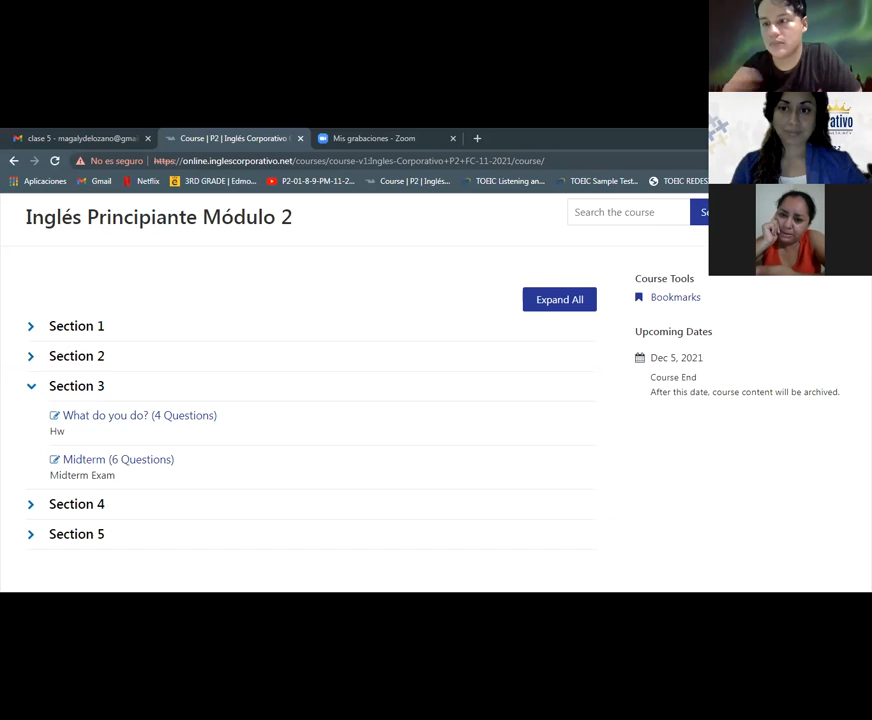 clase 5 - magalydelozano@gmai
Course | P2 | Inglés Corporativo
Mis grabaciones - Zoom
No es seguro | https://online.inglescorporativo.net/courses/course-v1:Ingles-Corporativo+P2+FC-11-2021/course/
Aplicaciones
Gmail
Netflix
3RD GRADE | Edmo...
P2-01-8-9-PM-11-2...
Course | P2 | Inglés...
TOEIC Listening an...
TOEIC Sample Test...
TOEIC REDES
ativo
Inglés Principiante Módulo 2
Search the course
Se
Expand All
Section 1
Section 2
Section 3
What do you do? (4 Questions)
Hw
Midterm (6 Questions)
Midterm Exam
Section 4
Section 5
Course Tools
Bookmarks
Upcoming Dates
Dec 5, 2021
Course End
After this date, course content will be archived.